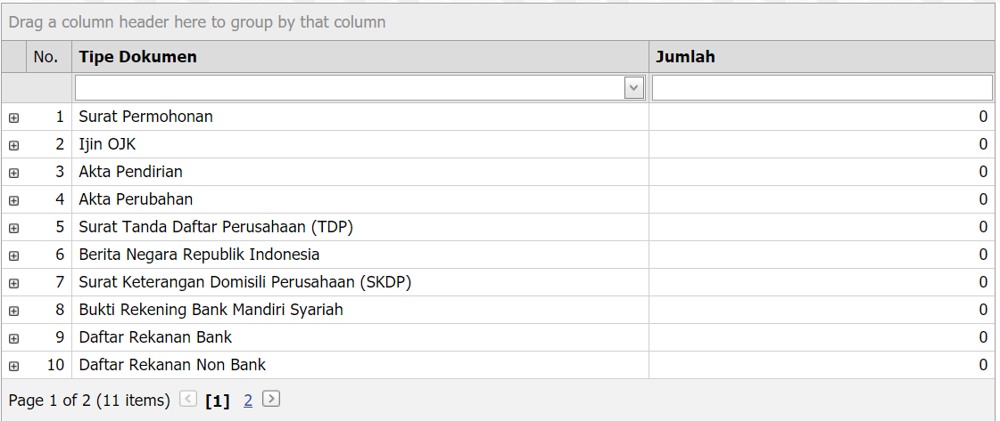 Drag a column header here to group by that column
No. Tipe Dokumen Jumlah
1 Surat Permohonan 0
2 Ijin OJK 0
3 Akta Pendirian 0
4 Akta Perubahan 0
5 Surat Tanda Daftar Perusahaan (TDP) 0
6 Berita Negara Republik Indonesia 0
7 Surat Keterangan Domisili Perusahaan (SKDP) 0
8 Bukti Rekening Bank Mandiri Syariah 0
9 Daftar Rekanan Bank 0
10 Daftar Rekanan Non Bank 0
Page 1 of 2 (11 items) [1] 2